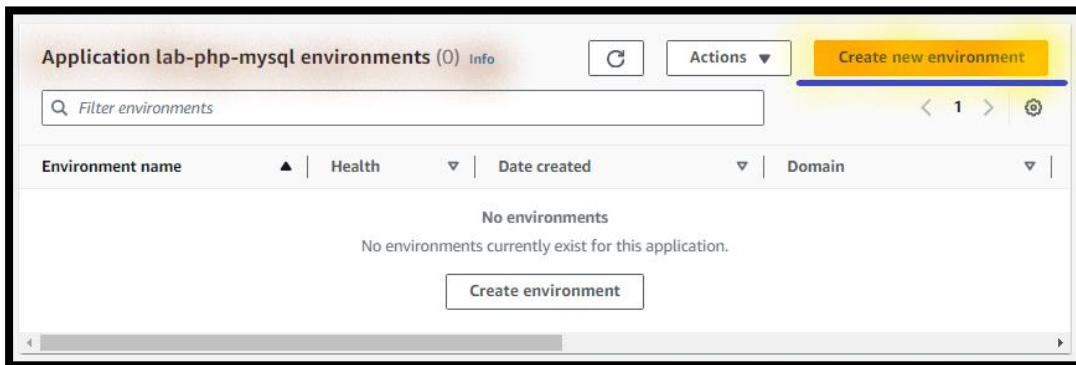 Application lab-php-mysql environments (0) Info
Actions
Create new environment
Filter environments
1
Environment name Health Date created Domain
No environments
No environments currently exist for this application.
Create environment